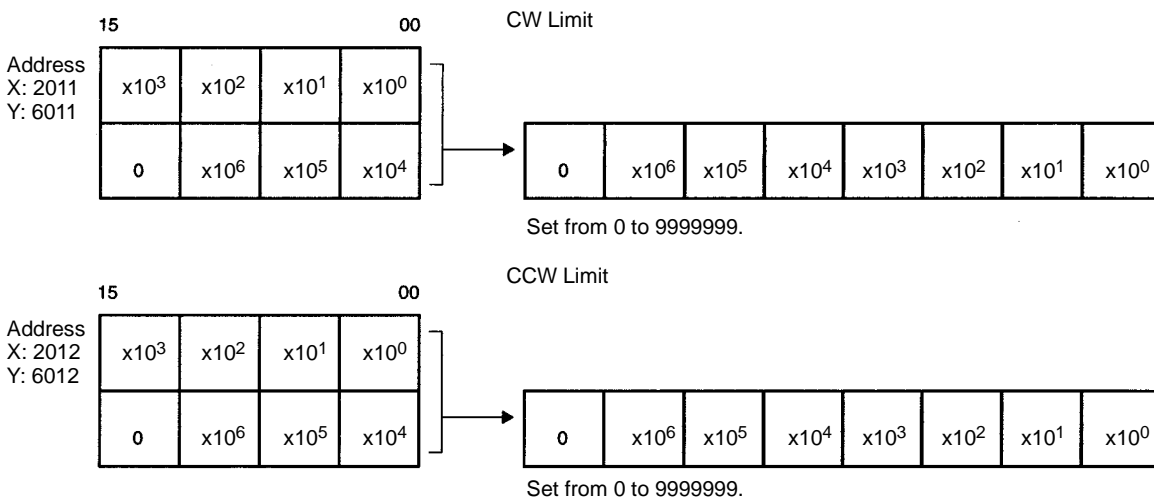 CW Limit
15 00
Address
X: 2011
Y: 6011
x10³ x10² x10¹ x10⁰
0 x10⁶ x10⁵ x10⁴
0 x10⁶ x10⁵ x10⁴ x10³ x10² x10¹ x10⁰
Set from 0 to 9999999.
CCW Limit
15 00
Address
X: 2012
Y: 6012
x10³ x10² x10¹ x10⁰
0 x10⁶ x10⁵ x10⁴
0 x10⁶ x10⁵ x10⁴ x10³ x10² x10¹ x10⁰
Set from 0 to 9999999.